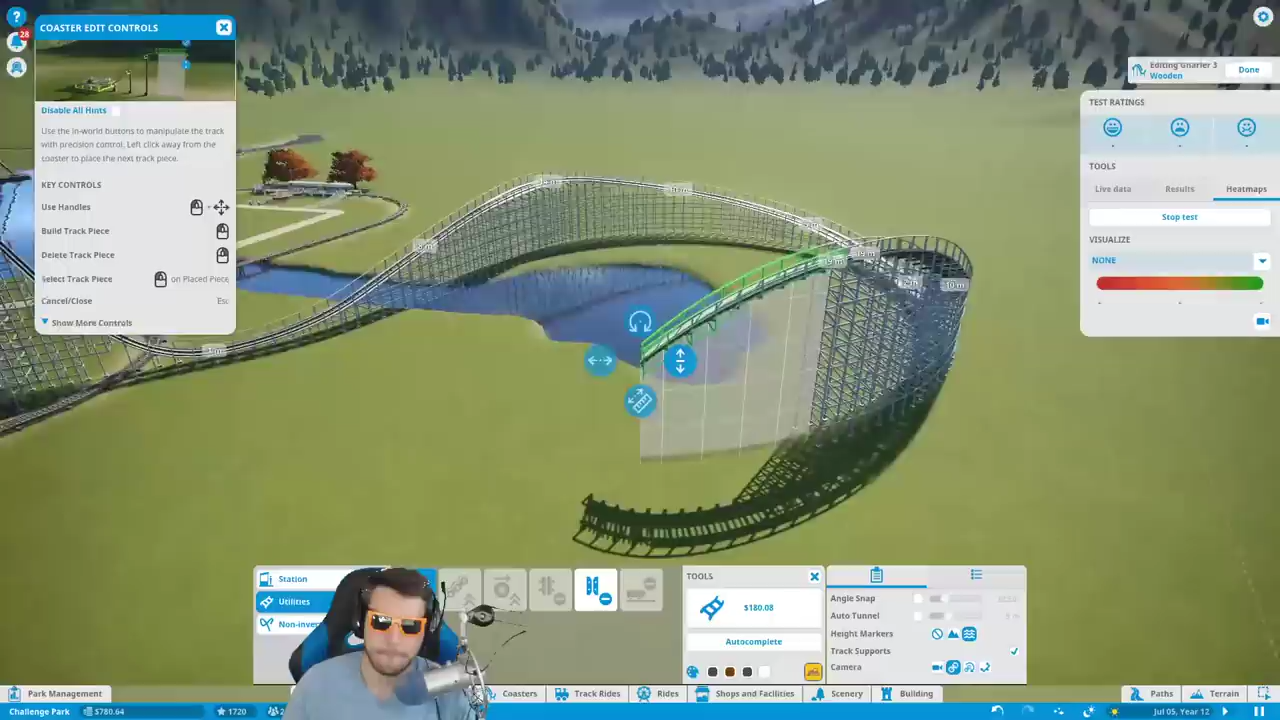 COASTER EDIT CONTROLS
28
Disable All Hints
Use the in-world buttons to manipulate the track
with precision control. Left click away from the
coaster to place the next track piece.
KEY CONTROLS
Use Handles
Build Track Piece
Delete Track Piece
Select Track Piece on Placed Piece
Cancel/Close Esc
Show More Controls
Editing Gnarler 3
Wooden
Done
TEST RATINGS
TOOLS
Live data Results Heatmaps
Stop test
VISUALIZE
NONE
10 m
Station
Utilities
TOOLS
$180.08
Autocomplete
Angle Snap
Auto Tunnel
Height Markers
Track Supports
Camera
Park Management
Coasters
Track Rides
Rides
Shops and Facilities
Scenery
Building
Paths
Terrain
Challenge Park
$780.64
1720
Jul 05, Year 12